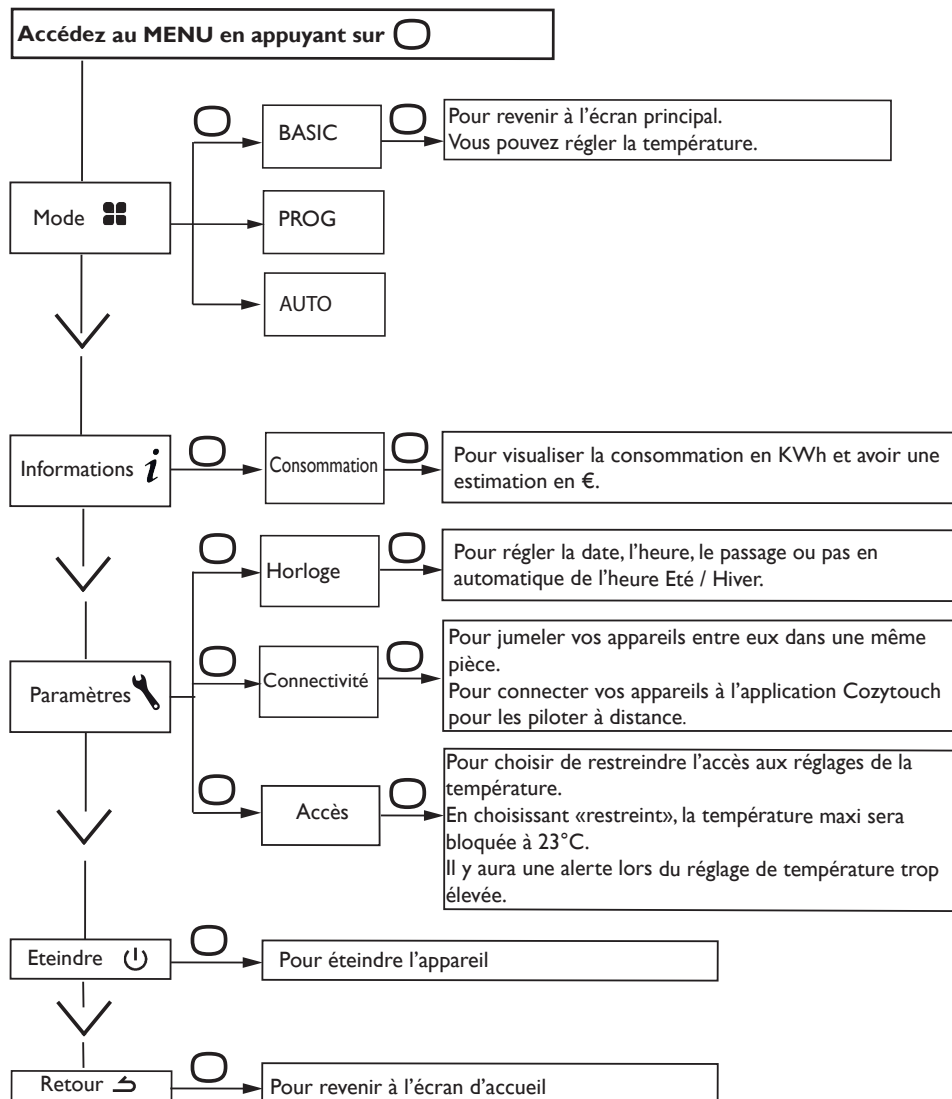 Accédez au MENU en appuyant sur
BASIC
Pour revenir à l'écran principal.
Vous pouvez régler la température.
Mode
PROG
AUTO
Informations i
Consommation
Pour visualiser la consommation en KWh et avoir une
estimation en €.
Horloge
Pour régler la date, l'heure, le passage ou pas en
automatique de l'heure Eté / Hiver.
Paramètres
Connectivité
Pour jumeler vos appareils entre eux dans une même
pièce.
Pour connecter vos appareils à l'application Cozytouch
pour les piloter à distance.
Accès
Pour choisir de restreindre l'accès aux réglages de la
température.
En choisissant «restreint», la température maxi sera
bloquée à 23°C.
Il y aura une alerte lors du réglage de température trop
élevée.
Eteindre
Pour éteindre l'appareil
Retour
Pour revenir à l'écran d'accueil